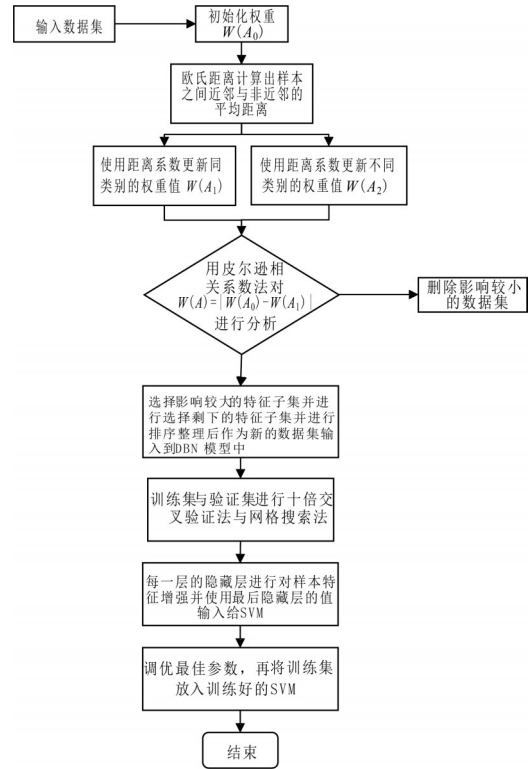 输入数据集
初始化权重
W(A₀)
欧氏距离计算出样本
之间近邻与非近邻的
平均距离
使用距离系数更新同
类别的权重值 W(A₁)
使用距离系数更新不同
类别的权重值 W(A₂)
用皮尔逊相
关系数法对
W(A)=|W(A₀)-W(A₁)|
进行分析
删除影响较小
的数据集
选择影响较大的特征子集并进
行选择剩下的特征子集并进行
排序整理后作为新的数据集输
入到DBN 模型中
训练集与验证集进行十倍交
叉验证法与网格搜索法
每一层的隐藏层进行对样本特
征增强并使用最后隐藏层的值
输入给SVM
调优最佳参数，再将训练集
放入训练好的SVM
结束